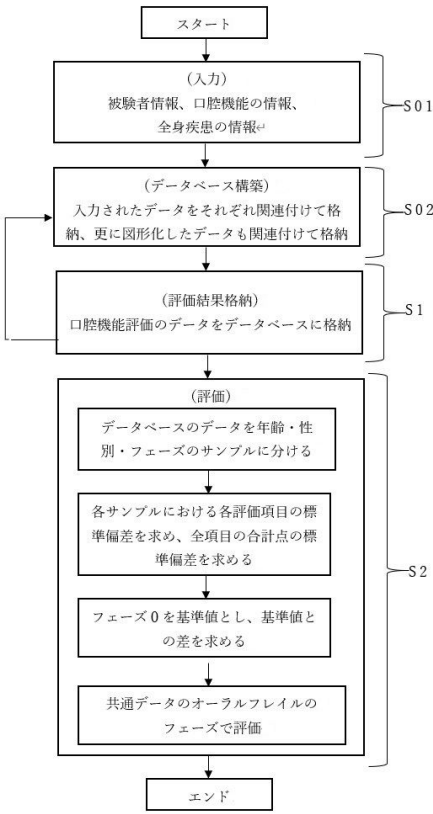 スタート
（入力）
被験者情報、口腔機能の情報、
全身疾患の情報↵
S01
（データベース構築）
入力されたデータをそれぞれ関連付けて格
納、更に図形化したデータも関連付けて格納
S02
（評価結果格納）
口腔機能評価のデータをデータベースに格納
S1
（評価）
データベースのデータを年齢・性
別・フェーズのサンプルに分ける
各サンプルにおける各評価項目の標
準偏差を求め、全項目の合計点の標
準偏差を求める
S2
フェーズ０を基準値とし、基準値と
の差を求める
共通データのオーラルフレイルの
フェーズで評価
エンド